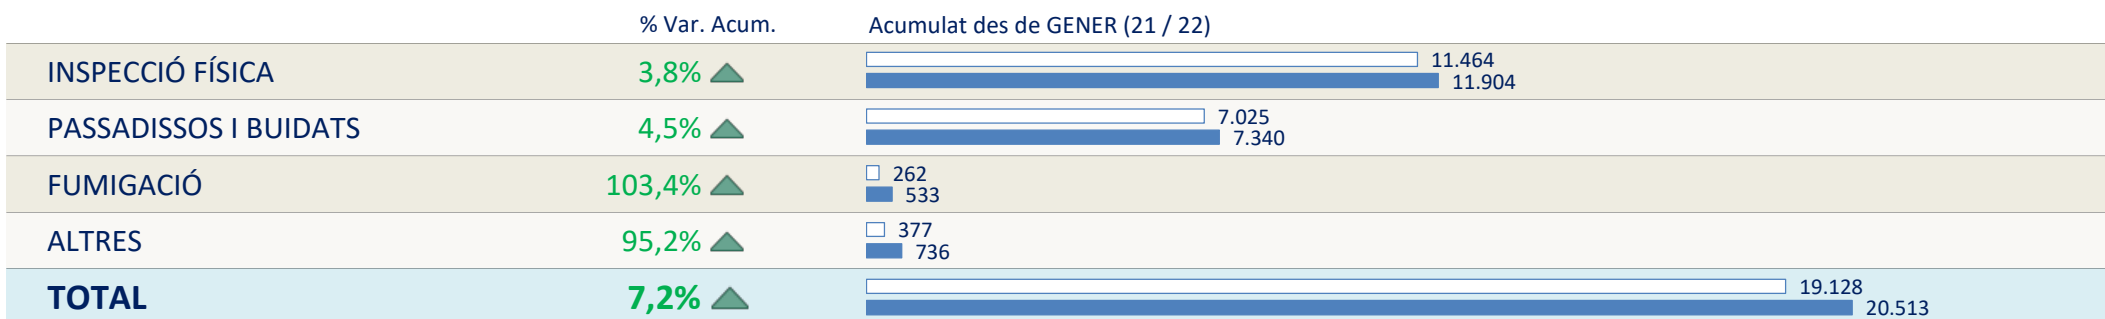 % Var. Acum. Acumulat des de GENER (21 / 22)
INSPECCIÓ FÍSICA 3,8% 11.464
11.904
PASSADISSOS I BUIDATS 4,5% 7.025
7.340
FUMIGACIÓ 103,4% 262
533
ALTRES 95,2% 377
736
TOTAL 7,2% 19.128
20.513